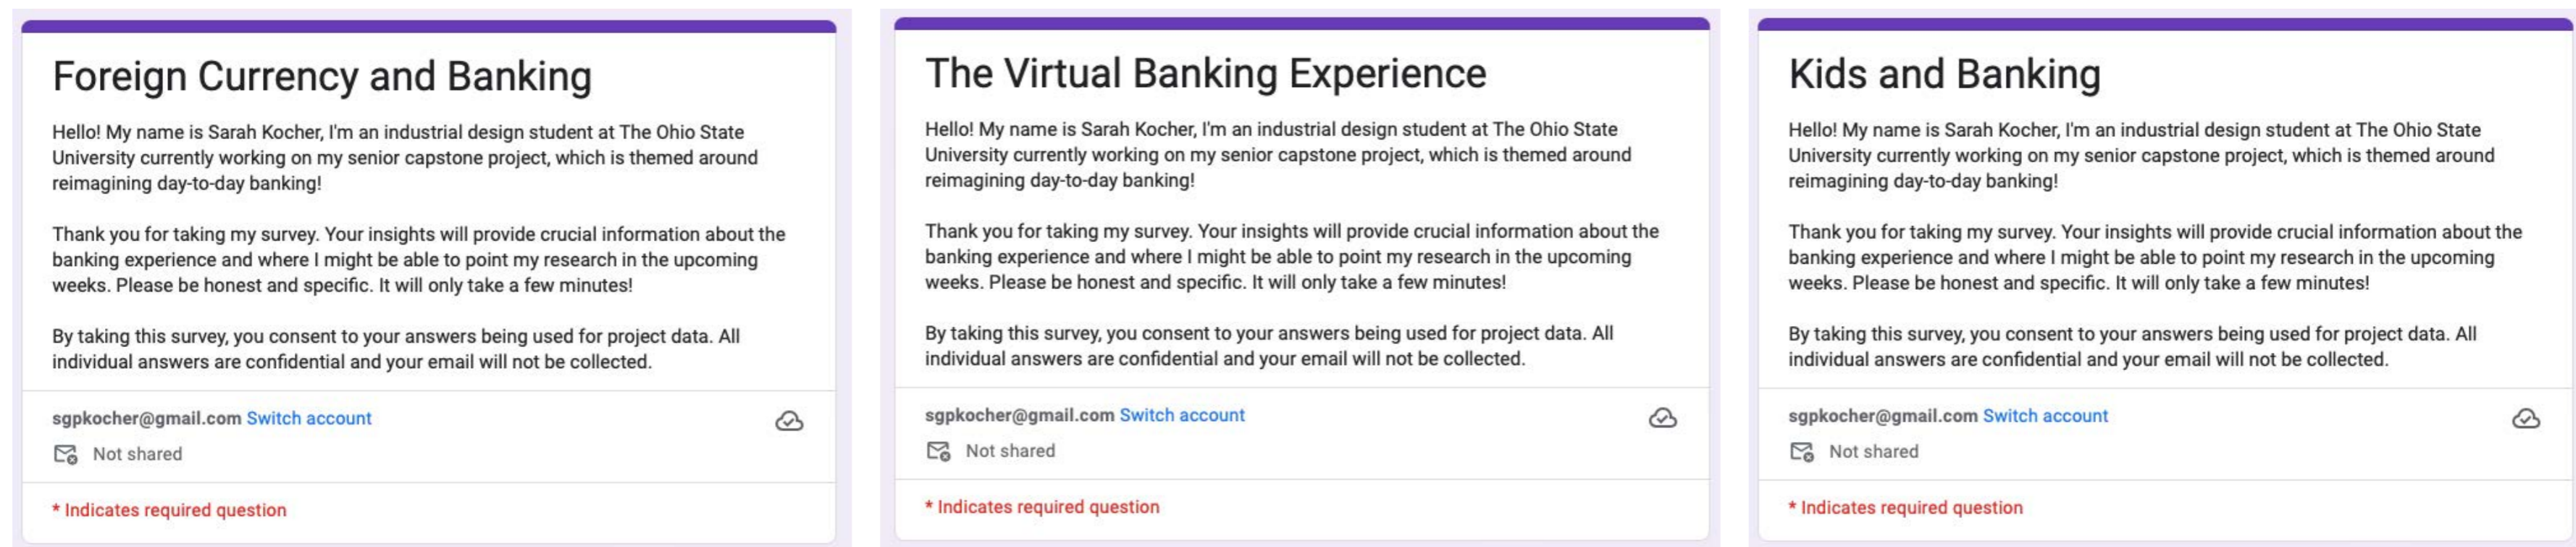 Foreign Currency and Banking
Hello! My name is Sarah Kocher, I'm an industrial design student at The Ohio State
University currently working on my senior capstone project, which is themed around
reimagining day-to-day banking!
Thank you for taking my survey. Your insights will provide crucial information about the
banking experience and where I might be able to point my research in the upcoming
weeks. Please be honest and specific. It will only take a few minutes!
By taking this survey, you consent to your answers being used for project data. All
individual answers are confidential and your email will not be collected.
sgpkocher@gmail.com Switch account
Not shared
* Indicates required question
The Virtual Banking Experience
Hello! My name is Sarah Kocher, I'm an industrial design student at The Ohio State
University currently working on my senior capstone project, which is themed around
reimagining day-to-day banking!
Thank you for taking my survey. Your insights will provide crucial information about the
banking experience and where I might be able to point my research in the upcoming
weeks. Please be honest and specific. It will only take a few minutes!
By taking this survey, you consent to your answers being used for project data. All
individual answers are confidential and your email will not be collected.
sgpkocher@gmail.com Switch account
Not shared
* Indicates required question
Kids and Banking
Hello! My name is Sarah Kocher, I'm an industrial design student at The Ohio State
University currently working on my senior capstone project, which is themed around
reimagining day-to-day banking!
Thank you for taking my survey. Your insights will provide crucial information about the
banking experience and where I might be able to point my research in the upcoming
weeks. Please be honest and specific. It will only take a few minutes!
By taking this survey, you consent to your answers being used for project data. All
individual answers are confidential and your email will not be collected.
sgpkocher@gmail.com Switch account
Not shared
* Indicates required question